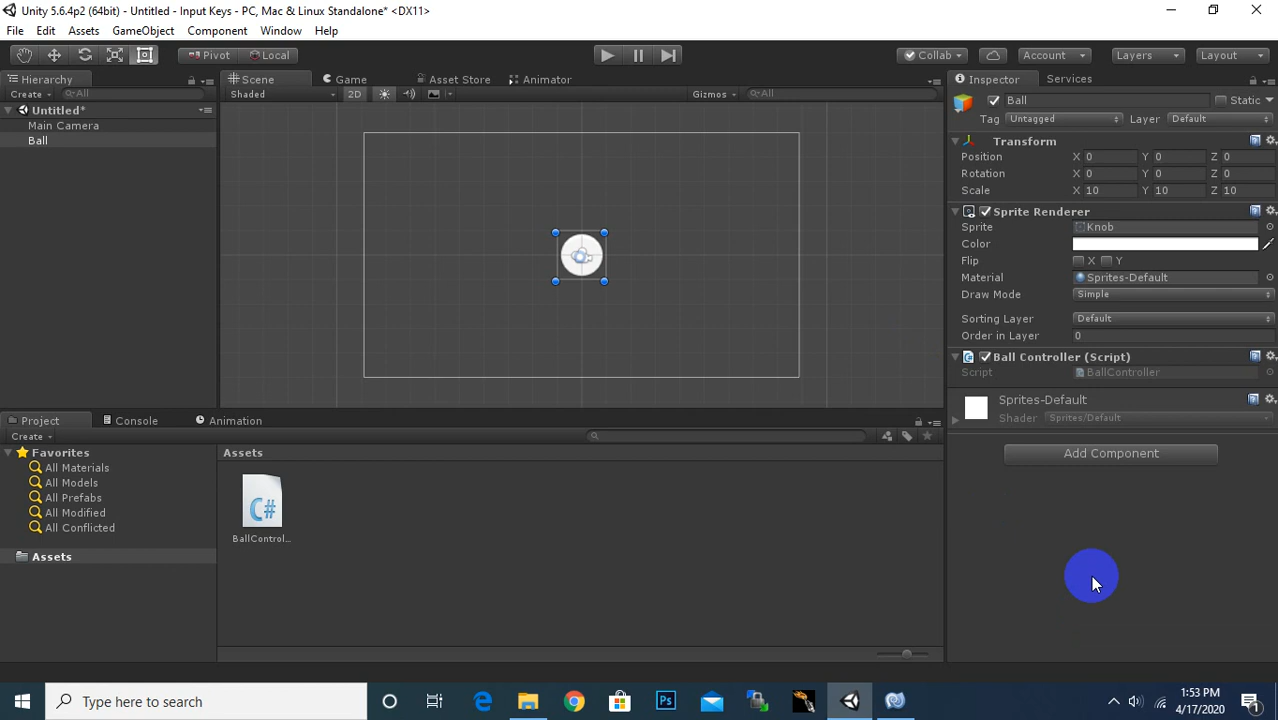 Unity 5.6.4p2 (64bit) - Untitled - Input Keys - PC, Mac & Linux Standalone* <DX11>
File Edit Assets GameObject Component Window Help
Pivot Local Collab Account Layers Layout
Hierarchy
Create All
Untitled*
Main Camera
Ball
Scene Game Asset Store Animator
Shaded 2D Gizmos All
Inspector Services
Ball Static
Tag Untagged Layer Default
Transform
Position X 0 Y 0 Z 0
Rotation X 0 Y 0 Z 0
Scale X 10 Y 10 Z 10
Sprite Renderer
Sprite Knob
Color
Flip X Y
Material Sprites-Default
Draw Mode Simple
Sorting Layer Default
Order in Layer 0
Ball Controller (Script)
Script BallController
Sprites-Default
Shader Sprites/Default
Add Component
Project Console Animation
Create
Favorites
All Materials
All Models
All Prefabs
All Modified
All Conflicted
Assets
Assets
C#
BallControl...
Type here to search
Ps
1:53 PM
4/17/2020
1